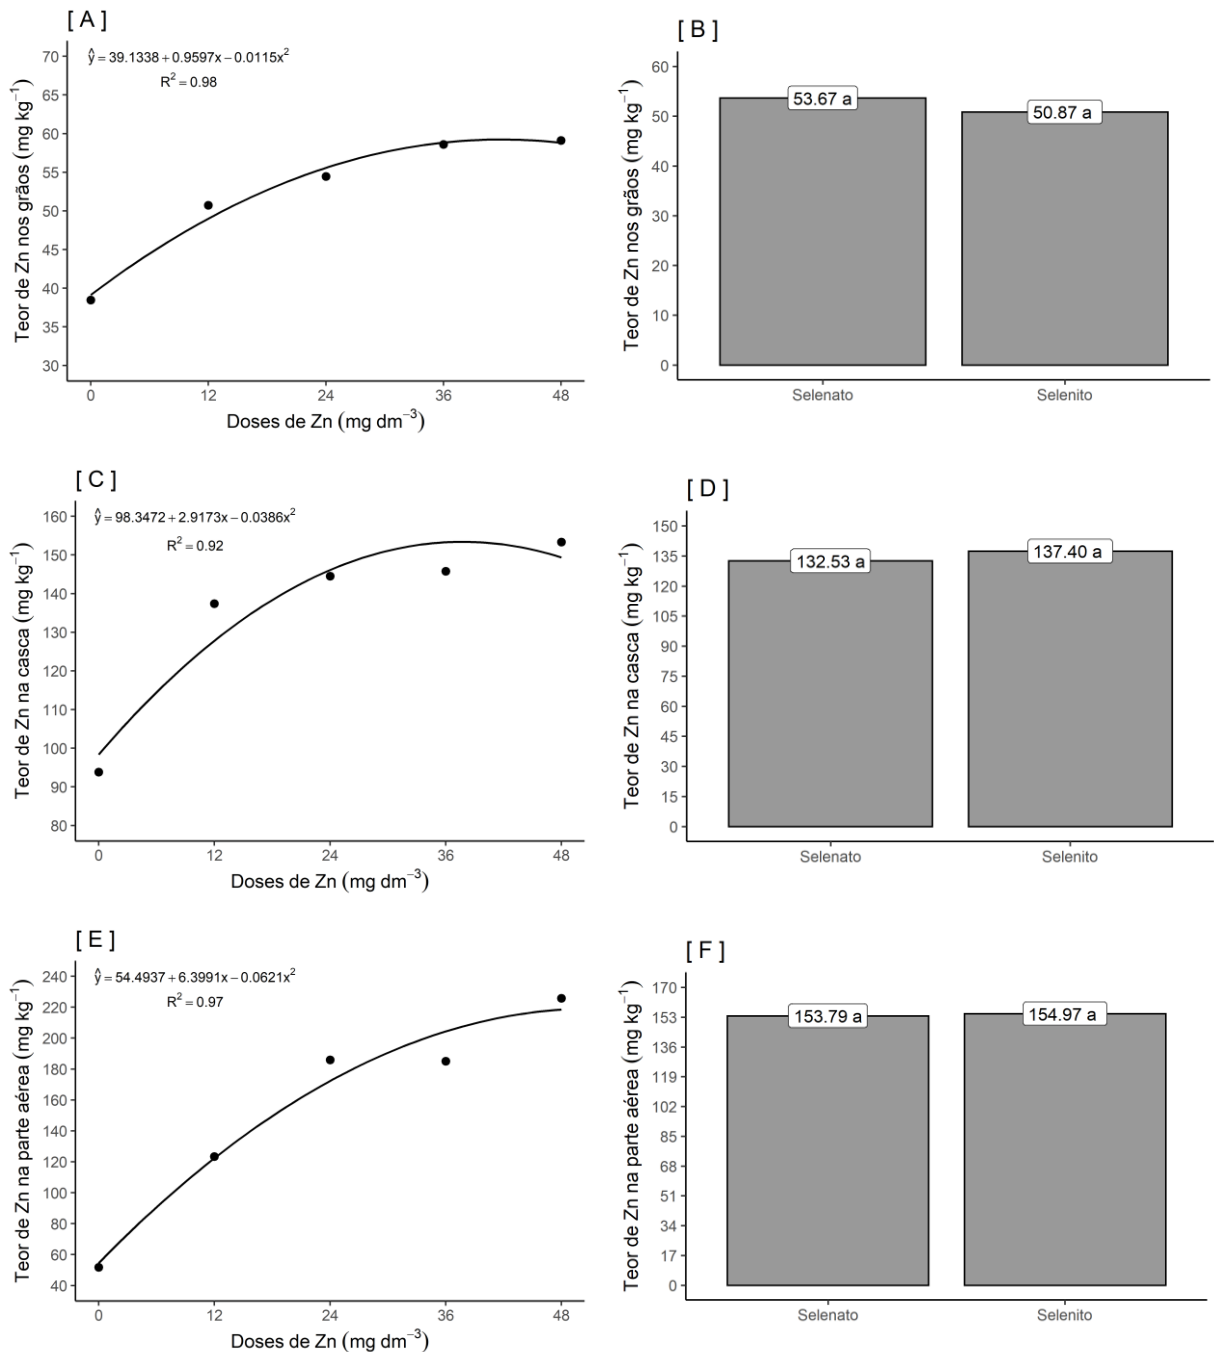 [ A ]
ŷ = 39.1338 + 0.9597x − 0.0115x²
R² = 0.98
Teor de Zn nos grãos (mg kg⁻¹)
70
65
60
55
50
45
40
35
30
0 12 24 36 48
Doses de Zn (mg dm⁻³)
[ B ]
Teor de Zn nos grãos (mg kg⁻¹)
60
50
40
30
20
10
0
53.67 a
50.87 a
Selenato Selenito
[ C ]
ŷ = 98.3472 + 2.9173x − 0.0386x²
R² = 0.92
Teor de Zn na casca (mg kg⁻¹)
160
150
140
130
120
110
100
90
80
0 12 24 36 48
Doses de Zn (mg dm⁻³)
[ D ]
Teor de Zn na casca (mg kg⁻¹)
150
135
120
105
90
75
60
45
30
15
0
132.53 a
137.40 a
Selenato Selenito
[ E ]
ŷ = 54.4937 + 6.3991x − 0.0621x²
R² = 0.97
Teor de Zn na parte aérea (mg kg⁻¹)
240
220
200
180
160
140
120
100
80
60
40
0 12 24 36 48
Doses de Zn (mg dm⁻³)
[ F ]
Teor de Zn na parte aérea (mg kg⁻¹)
170
153
136
119
102
85
68
51
34
17
0
153.79 a
154.97 a
Selenato Selenito